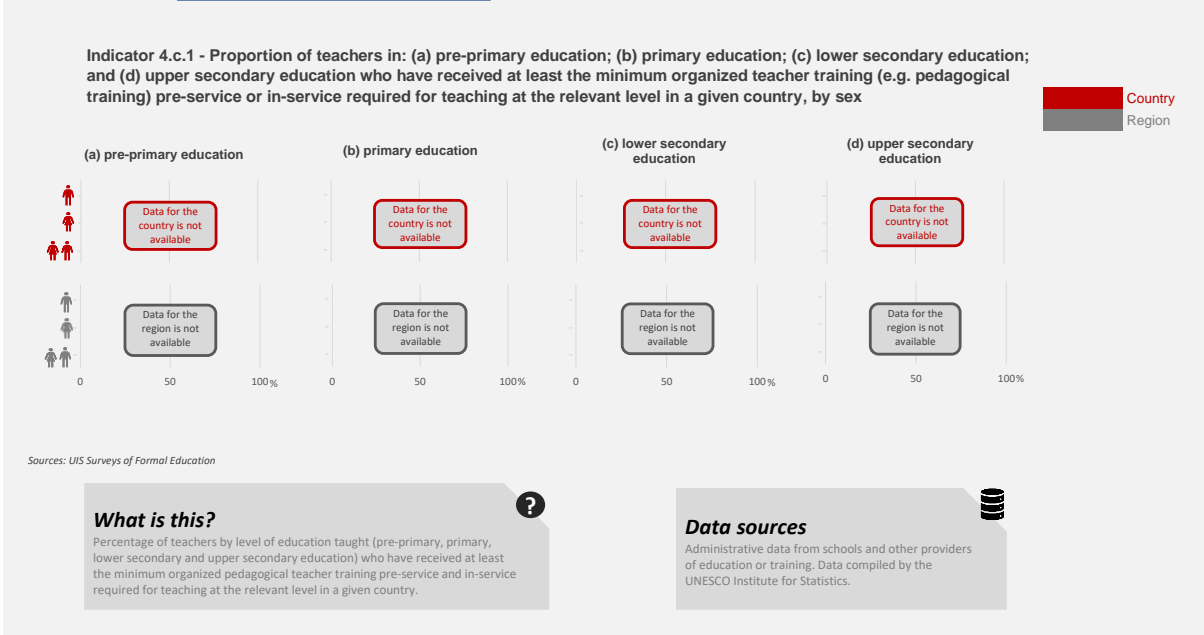 Indicator 4.c.1 - Proportion of teachers in: (a) pre-primary education; (b) primary education; (c) lower secondary education;
and (d) upper secondary education who have received at least the minimum organized teacher training (e.g. pedagogical
training) pre-service or in-service required for teaching at the relevant level in a given country, by sex
Country
Region
(a) pre-primary education
(b) primary education
(c) lower secondary
education
(d) upper secondary
education
Data for the
country is not
available
Data for the
country is not
available
Data for the
country is not
available
Data for the
country is not
available
Data for the
region is not
available
Data for the
region is not
available
Data for the
region is not
available
Data for the
region is not
available
0 50 100%
0 50 100%
0 50 100%
0 50 100%
Sources: UIS Surveys of Formal Education
?
What is this?
Percentage of teachers by level of education taught (pre-primary, primary,
lower secondary and upper secondary education) who have received at least
the minimum organized pedagogical teacher training pre-service and in-service
required for teaching at the relevant level in a given country.
Data sources
Administrative data from schools and other providers
of education or training. Data compiled by the
UNESCO Institute for Statistics.